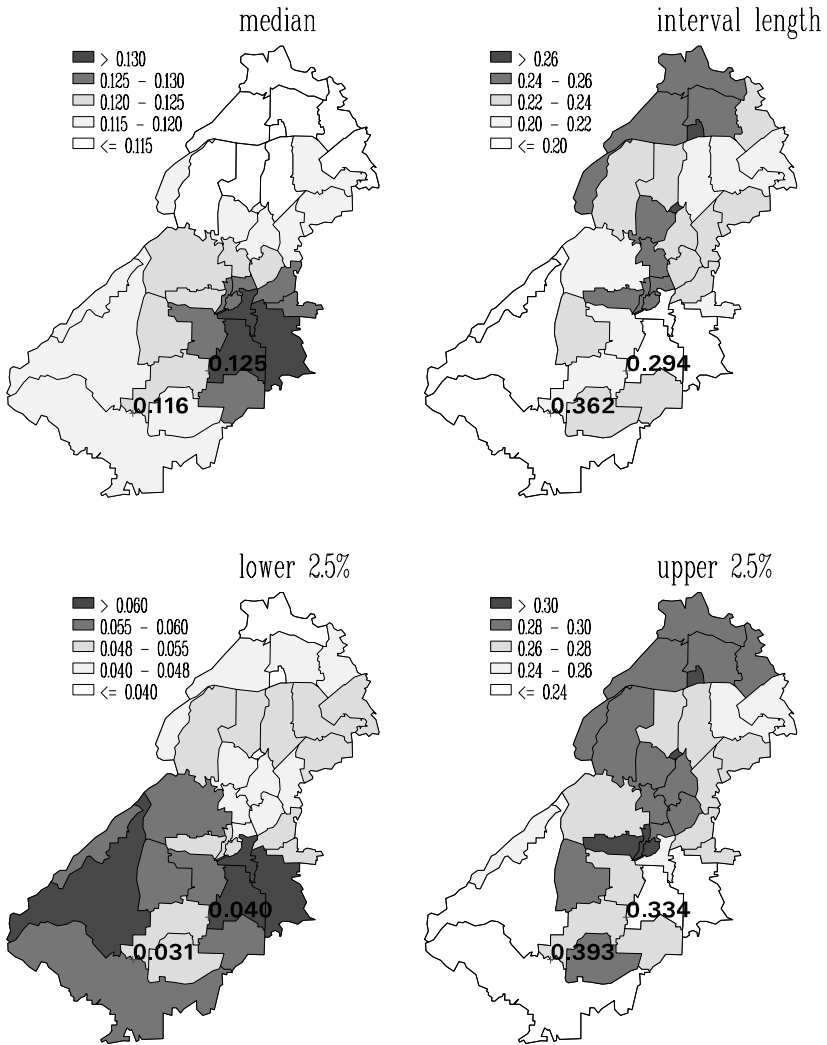 median
> 0.130
0.125 - 0.130
0.120 - 0.125
0.115 - 0.120
<= 0.115
0.125
0.116
interval length
> 0.26
0.24 - 0.26
0.22 - 0.24
0.20 - 0.22
<= 0.20
0.294
0.362
lower 2.5%
> 0.060
0.055 - 0.060
0.048 - 0.055
0.040 - 0.048
<= 0.040
0.040
0.031
upper 2.5%
> 0.30
0.28 - 0.30
0.26 - 0.28
0.24 - 0.26
<= 0.24
0.334
0.393